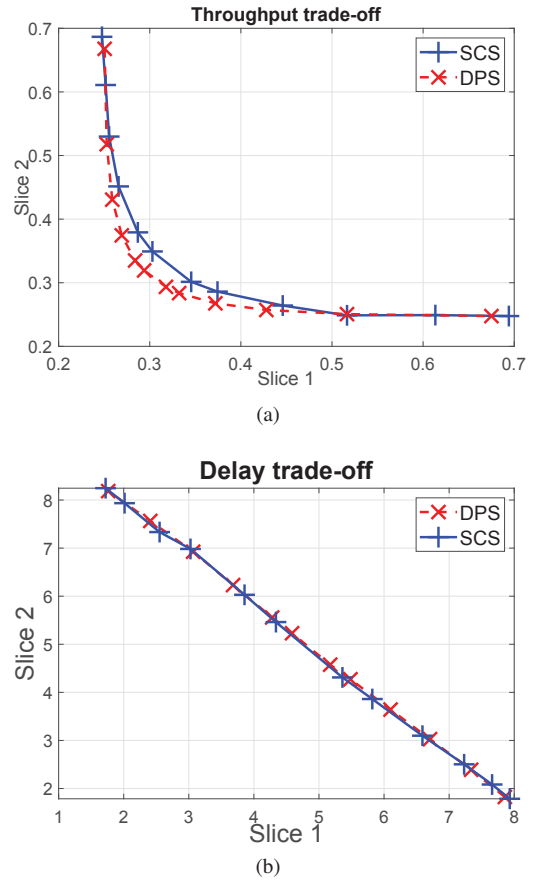 Throughput trade-off
0.7
0.6
0.5
0.4
0.3
0.2
Slice 2
SCS
DPS
0.2 0.3 0.4 0.5 0.6 0.7
Slice 1
(a)
Delay trade-off
8
7
6
5
4
3
2
Slice 2
DPS
SCS
1 2 3 4 5 6 7 8
Slice 1
(b)